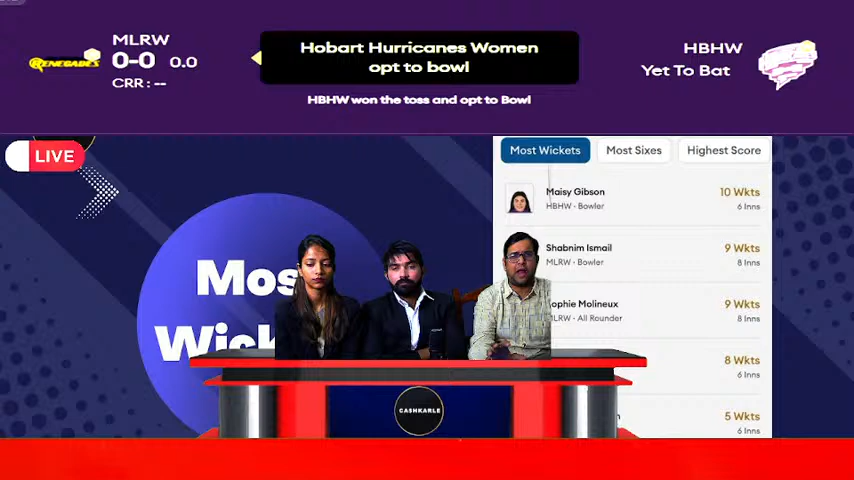 MLRW
RENEGADES
0-0 0.0
CRR : --
Hobart Hurricanes Women
opt to bowl
HBHW won the toss and opt to Bowl
HBHW
Yet To Bat
LIVE
Most Wickets
Most Sixes
Highest Score
Maisy Gibson
HBHW - Bowler
10 Wkts
6 Inns
Shabnim Ismail
MLRW - Bowler
9 Wkts
8 Inns
ophie Molineux
MLRW - All Rounder
9 Wkts
8 Inns
8 Wkts
6 Inns
5 Wkts
6 Inns
Mos
Wick
CASHKARLE